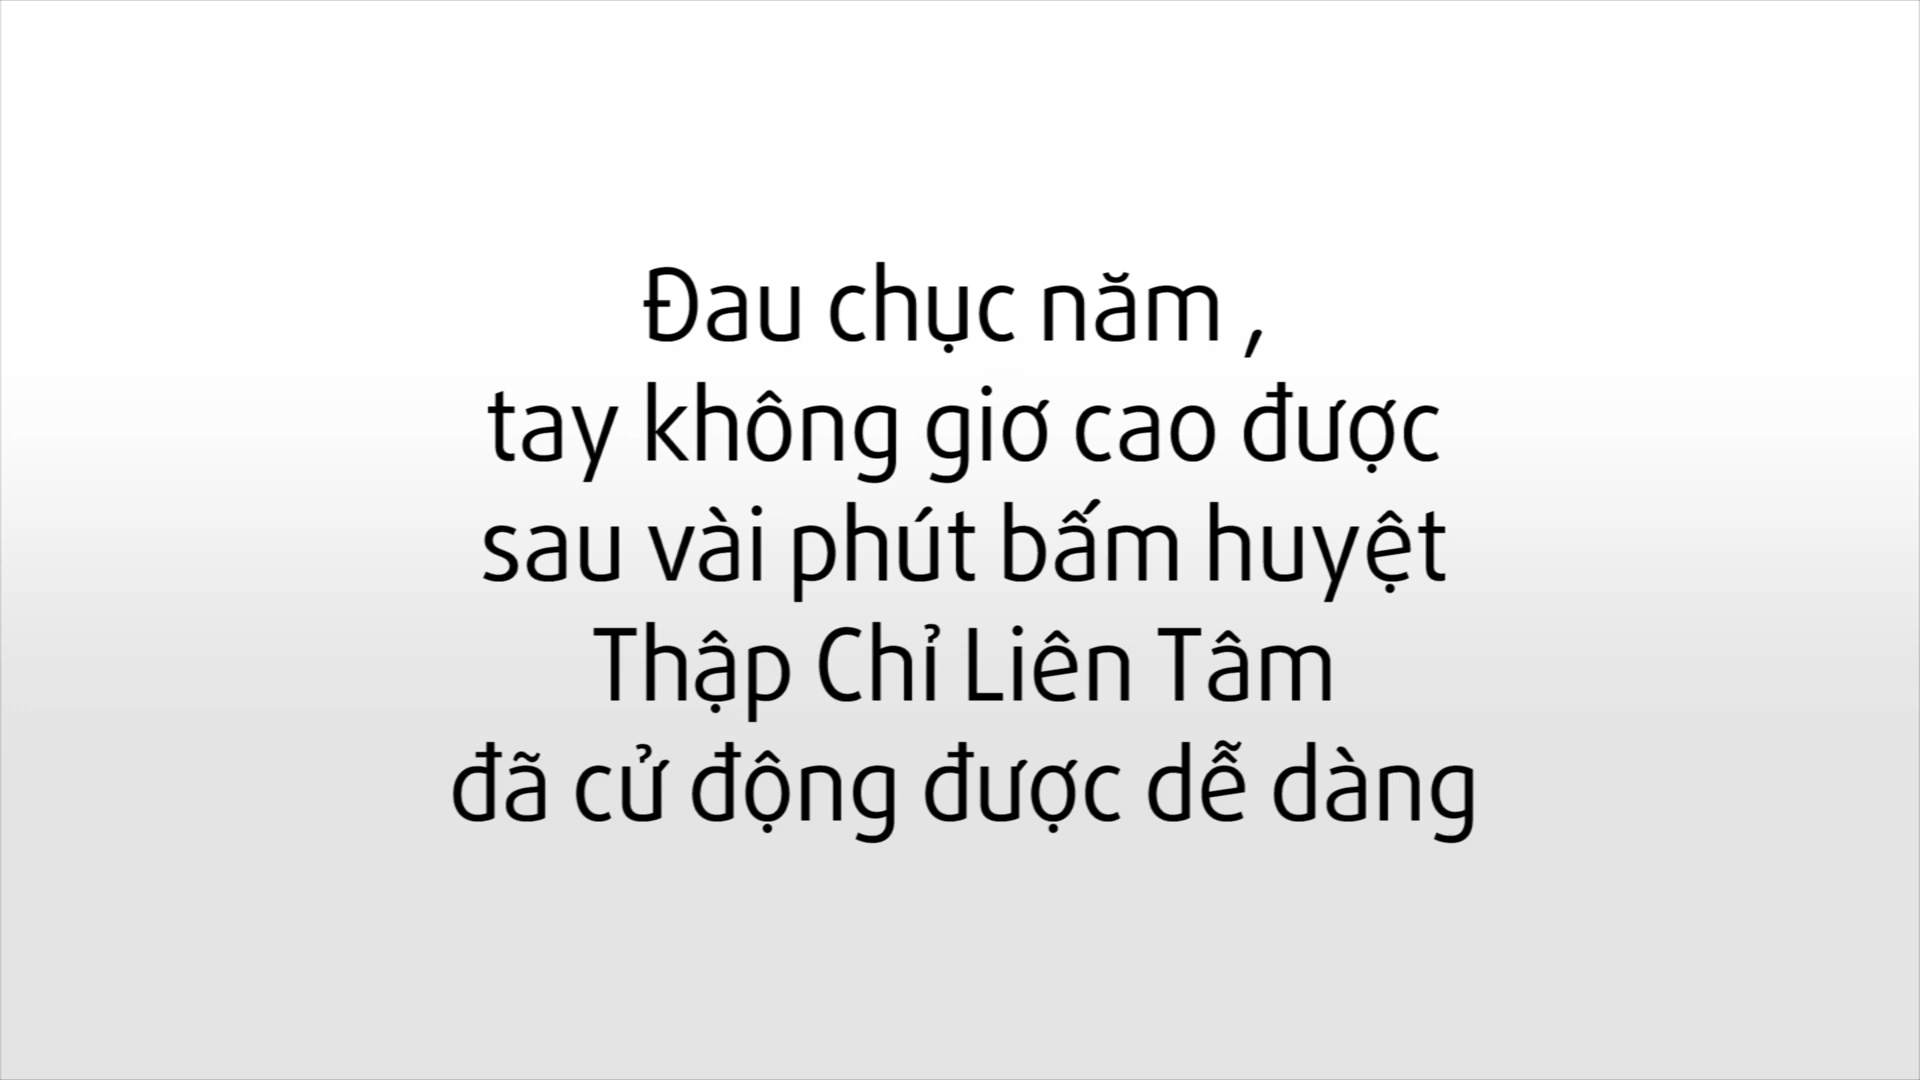 Đau chục năm ,
tay không giơ cao được
sau vài phút bấm huyệt
Thập Chỉ Liên Tâm
đã cử động được dễ dàng